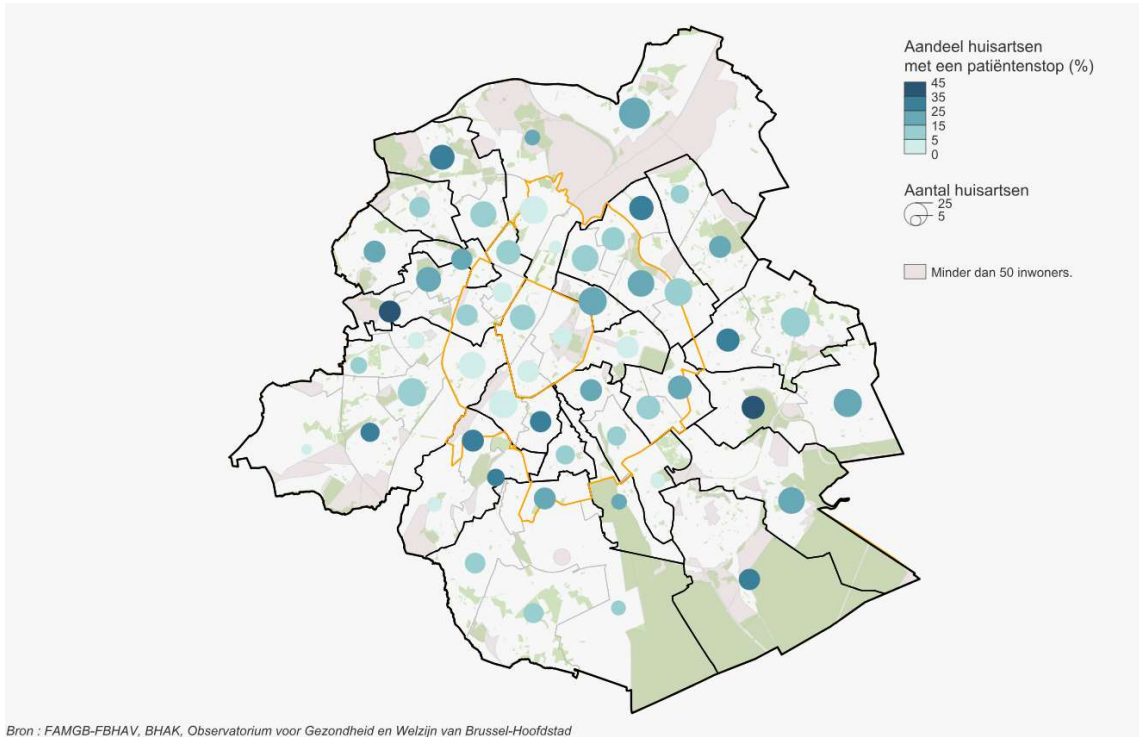 Aandeel huisartsen
met een patiëntenstop (%)
45
35
25
15
5
0
Aantal huisartsen
25
5
Minder dan 50 inwoners.
Bron : FAMGB-FBHAV, BHAK, Observatorium voor Gezondheid en Welzijn van Brussel-Hoofdstad